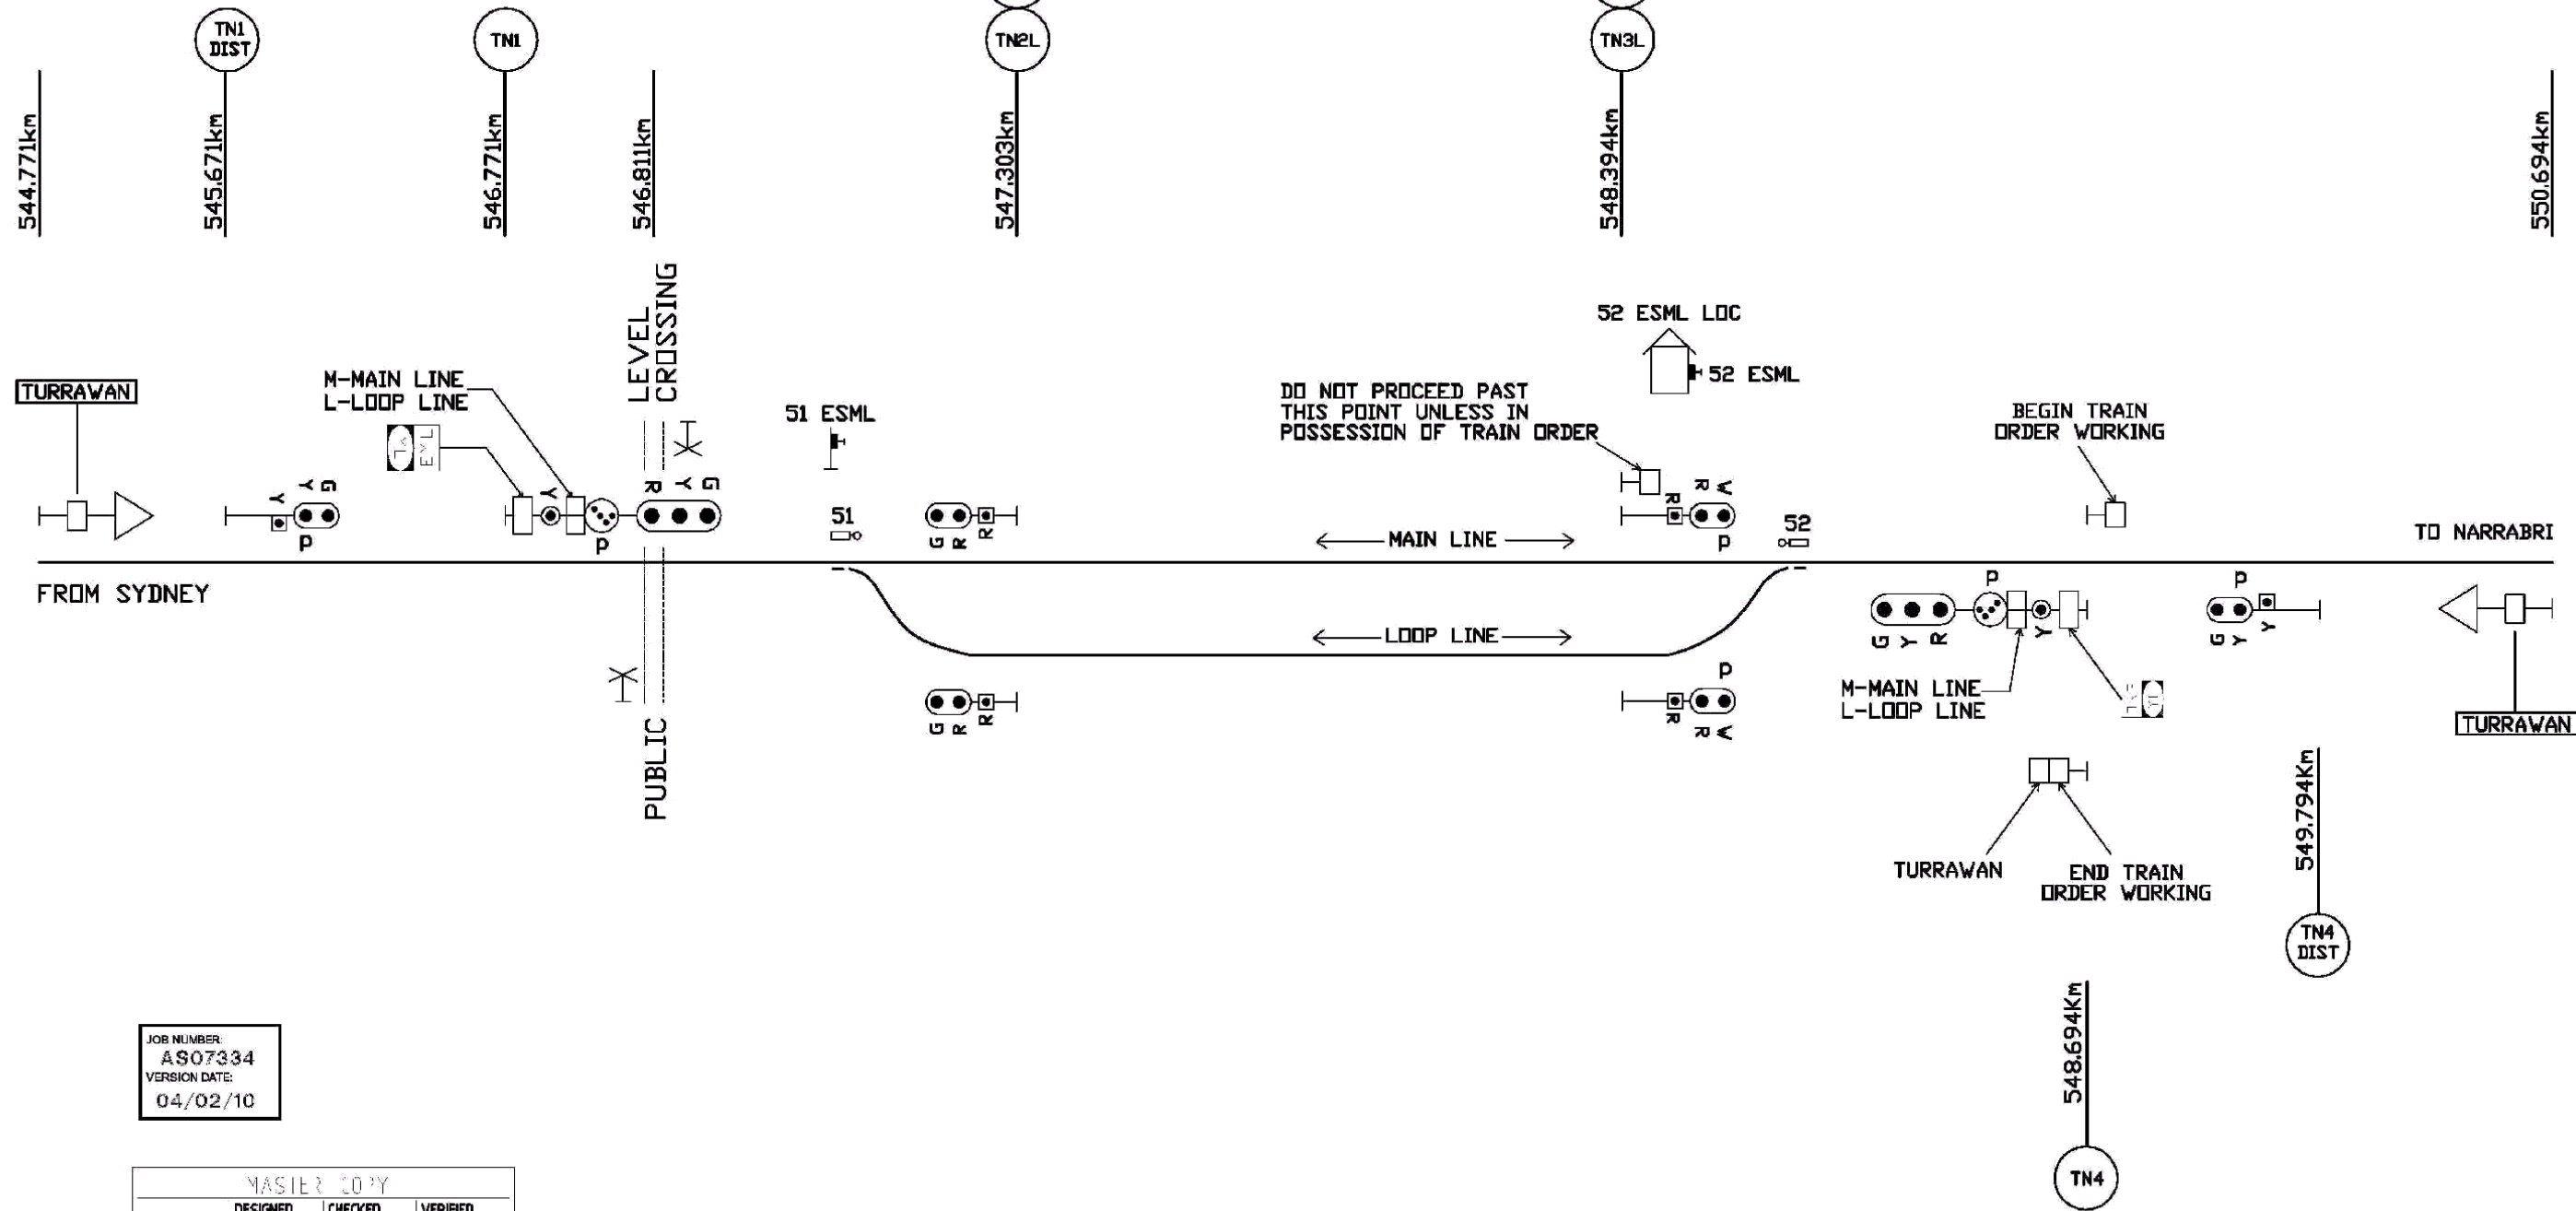 TN1
DIST
TN1
TN2L
TN3L
544.771km
545.671km
546.771km
546.811km
547.303km
548.394km
550.694km
LEVEL
CROSSING
52 ESML LOC
52 ESML
TURRAWAN
M-MAIN LINE
L-LOOP LINE
51 ESML
DO NOT PROCEED PAST
THIS POINT UNLESS IN
POSSESSION OF TRAIN ORDER
BEGIN TRAIN
ORDER WORKING
Y
Y G
P
Y
P
R Y G
51
G R R
MAIN LINE
R
R W
P
52
TO NARRABRI
FROM SYDNEY
LOOP LINE
P
G Y R
Y
P
G Y Y
G R R
P
R
R W
M-MAIN LINE
L-LOOP LINE
TURRAWAN
PUBLIC
TURRAWAN
END TRAIN
ORDER WORKING
549.794Km
TN4
DIST
548.694Km
TN4
JOB NUMBER:
AS07334
VERSION DATE:
04/02/10
MASTER COPY
DESIGNED CHECKED VERIFIED